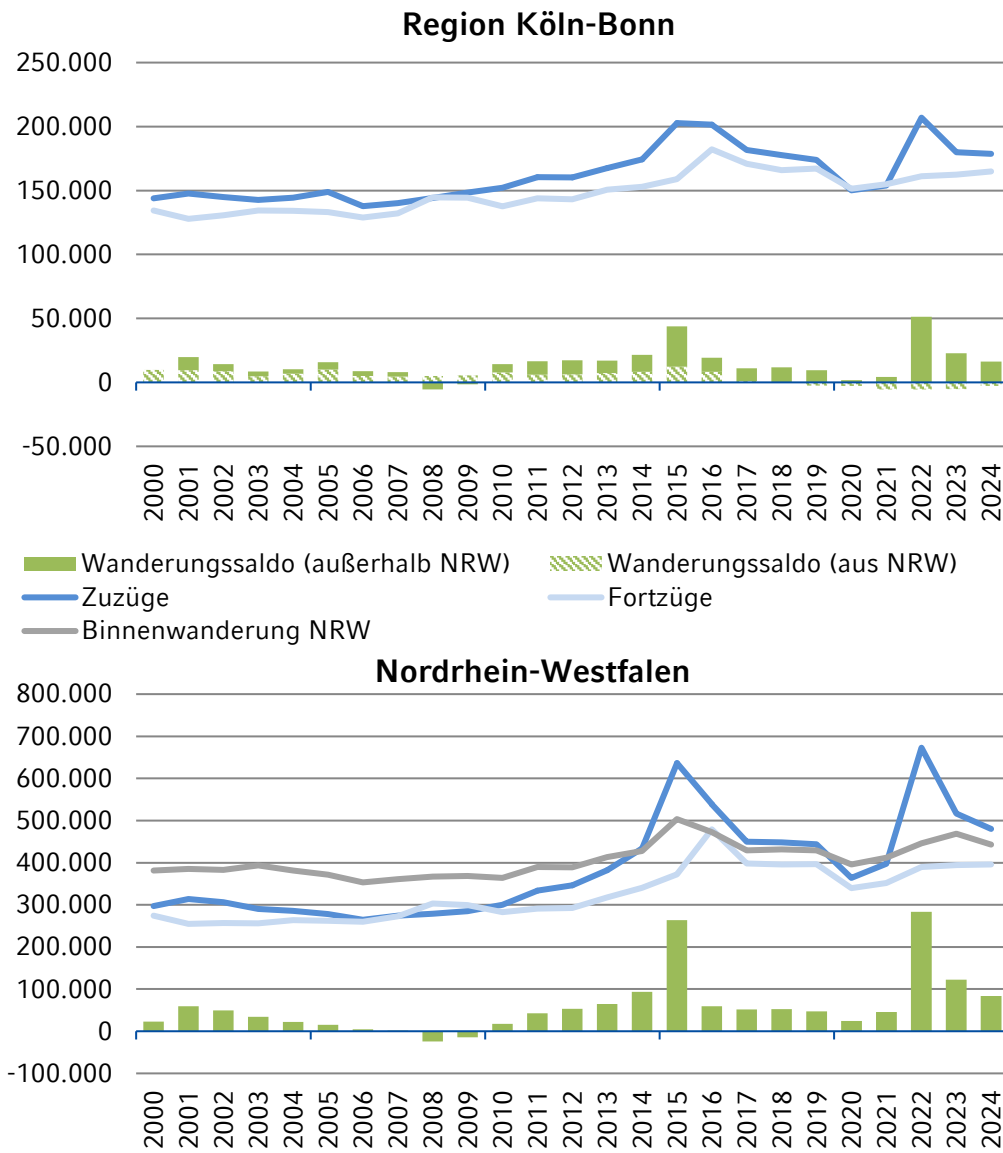 Region Köln-Bonn
250.000
200.000
150.000
100.000
50.000
0
-50.000
2000 2001 2002 2003 2004 2005 2006 2007 2008 2009 2010 2011 2012 2013 2014 2015 2016 2017 2018 2019 2020 2021 2022 2023 2024
Wanderungssaldo (außerhalb NRW) Wanderungssaldo (aus NRW)
Zuzüge Fortzüge
Binnenwanderung NRW
Nordrhein-Westfalen
800.000
700.000
600.000
500.000
400.000
300.000
200.000
100.000
0
-100.000
2000 2001 2002 2003 2004 2005 2006 2007 2008 2009 2010 2011 2012 2013 2014 2015 2016 2017 2018 2019 2020 2021 2022 2023 2024